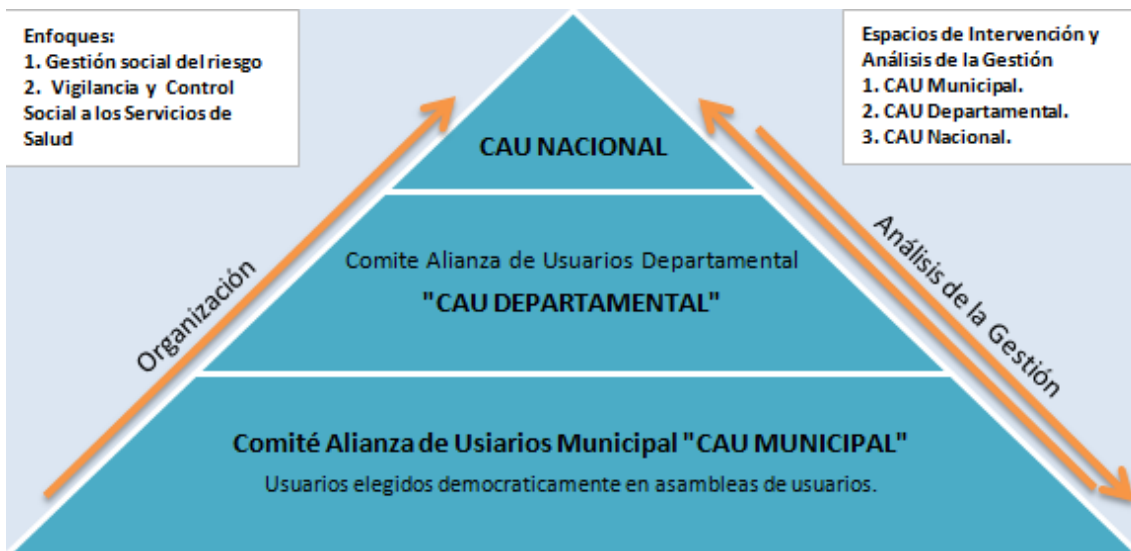 Enfoques:
1. Gestión social del riesgo
2. Vigilancia y Control
Social a los Servicios de
Salud
Espacios de Intervención y
Análisis de la Gestión
1. CAU Municipal.
2. CAU Departamental.
3. CAU Nacional.
CAU NACIONAL
Organización
Análisis de la Gestión
Comite Alianza de Usuarios Departamental
"CAU DEPARTAMENTAL"
Comité Alianza de Usiarios Municipal "CAU MUNICIPAL"
Usuarios elegidos democraticamente en asambleas de usuarios.